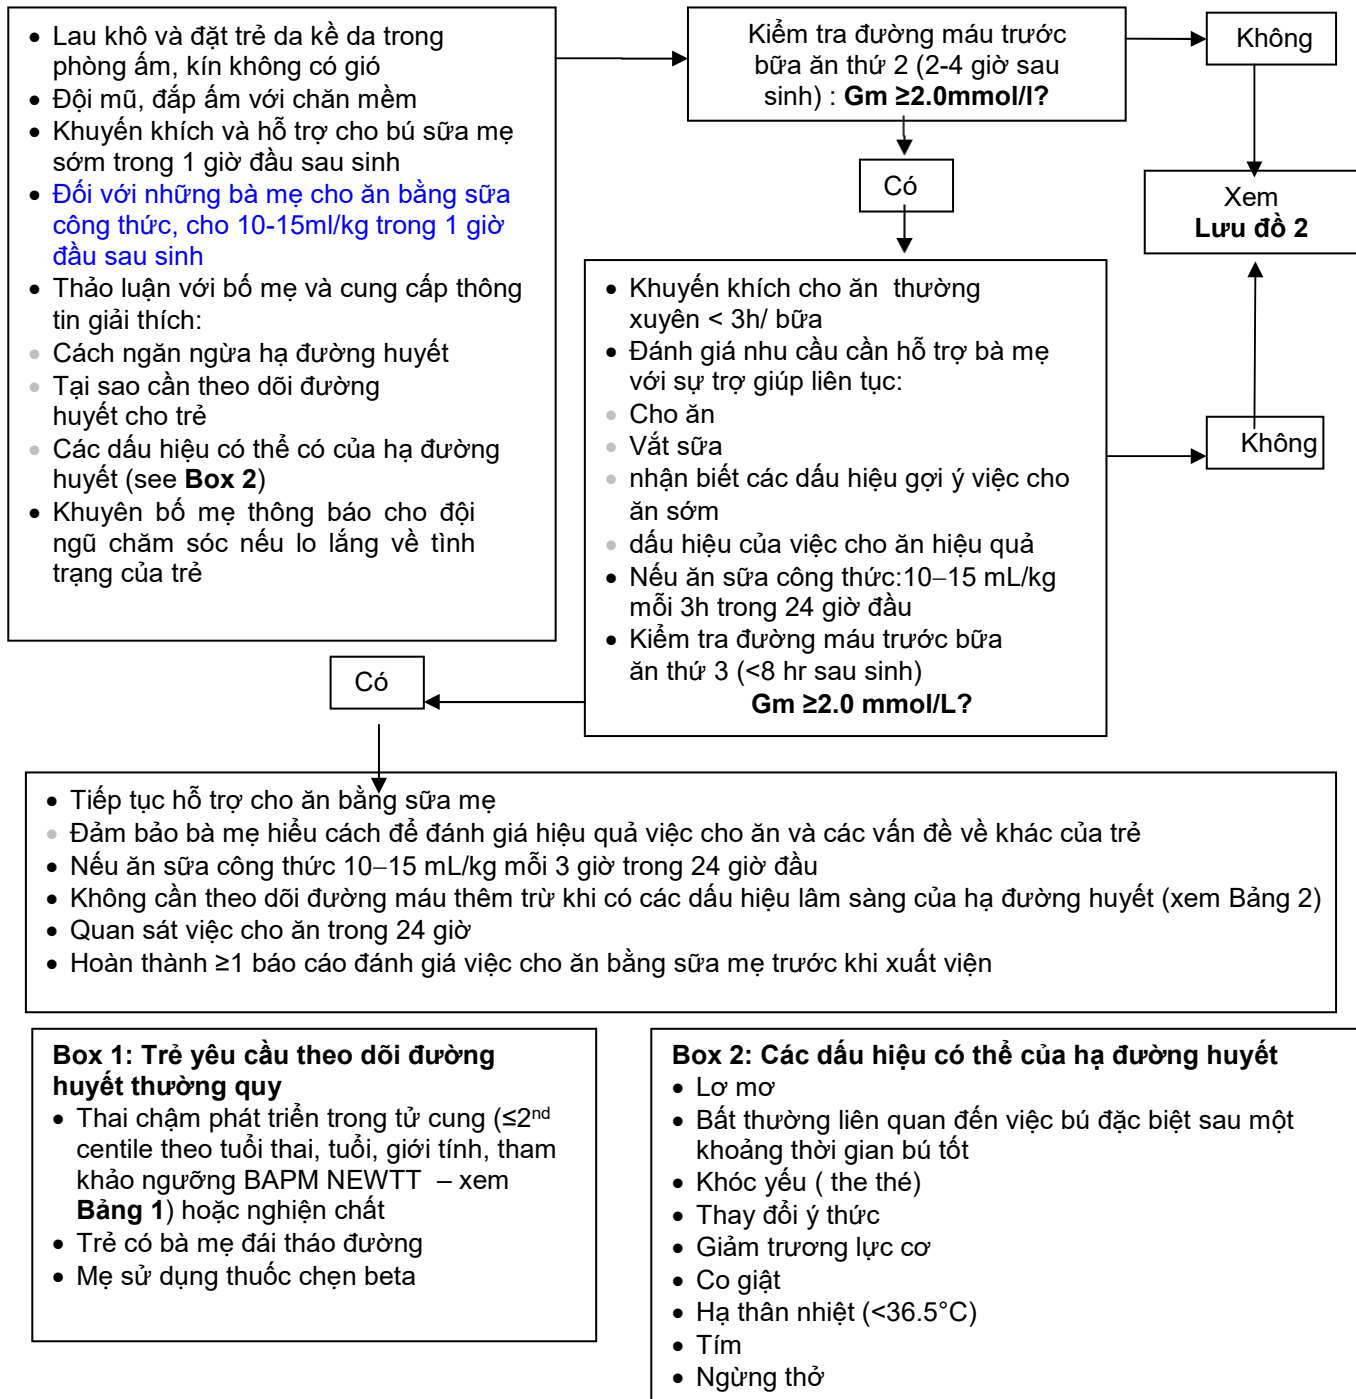 • Lau khô và đặt trẻ da kề da trong
phòng ấm, kín không có gió
• Đội mũ, đắp ấm với chăn mềm
• Khuyến khích và hỗ trợ cho bú sữa mẹ
sớm trong 1 giờ đầu sau sinh
• Đối với những bà mẹ cho ăn bằng sữa
công thức, cho 10-15ml/kg trong 1 giờ
đầu sau sinh
• Thảo luận với bố mẹ và cung cấp thông
tin giải thích:
• Cách ngăn ngừa hạ đường huyết
• Tại sao cần theo dõi đường
huyết cho trẻ
• Các dấu hiệu có thể có của hạ đường
huyết (see Box 2)
• Khuyên bố mẹ thông báo cho đội
ngũ chăm sóc nếu lo lắng về tình
trạng của trẻ
Kiểm tra đường máu trước
bữa ăn thứ 2 (2-4 giờ sau
sinh) : Gm ≥2.0mmol/l?
Không
Có
Xem
Lưu đồ 2
• Khuyến khích cho ăn thường
xuyên < 3h/ bữa
• Đánh giá nhu cầu cần hỗ trợ bà mẹ
với sự trợ giúp liên tục:
• Cho ăn
• Vắt sữa
• nhận biết các dấu hiệu gợi ý việc cho
ăn sớm
• dấu hiệu của việc cho ăn hiệu quả
• Nếu ăn sữa công thức:10–15 mL/kg
mỗi 3h trong 24 giờ đầu
• Kiểm tra đường máu trước bữa
ăn thứ 3 (<8 hr sau sinh)
Gm ≥2.0 mmol/L?
Không
Có
• Tiếp tục hỗ trợ cho ăn bằng sữa mẹ
• Đảm bảo bà mẹ hiểu cách để đánh giá hiệu quả việc cho ăn và các vấn đề về khác của trẻ
• Nếu ăn sữa công thức 10–15 mL/kg mỗi 3 giờ trong 24 giờ đầu
• Không cần theo dõi đường máu thêm trừ khi có các dấu hiệu lâm sàng của hạ đường huyết (xem Bảng 2)
• Quan sát việc cho ăn trong 24 giờ
• Hoàn thành ≥1 báo cáo đánh giá việc cho ăn bằng sữa mẹ trước khi xuất viện
Box 1: Trẻ yêu cầu theo dõi đường
huyết thường quy
• Thai chậm phát triển trong tử cung (≤2nd
centile theo tuổi thai, tuổi, giới tính, tham
khảo ngưỡng BAPM NEWTT – xem
Bảng 1) hoặc nghiện chất
• Trẻ có bà mẹ đái tháo đường
• Mẹ sử dụng thuốc chẹn beta
Box 2: Các dấu hiệu có thể của hạ đường huyết
• Lơ mơ
• Bất thường liên quan đến việc bú đặc biệt sau một
khoảng thời gian bú tốt
• Khóc yếu ( the thé)
• Thay đổi ý thức
• Giảm trương lực cơ
• Co giật
• Hạ thân nhiệt (<36.5°C)
• Tím
• Ngừng thở